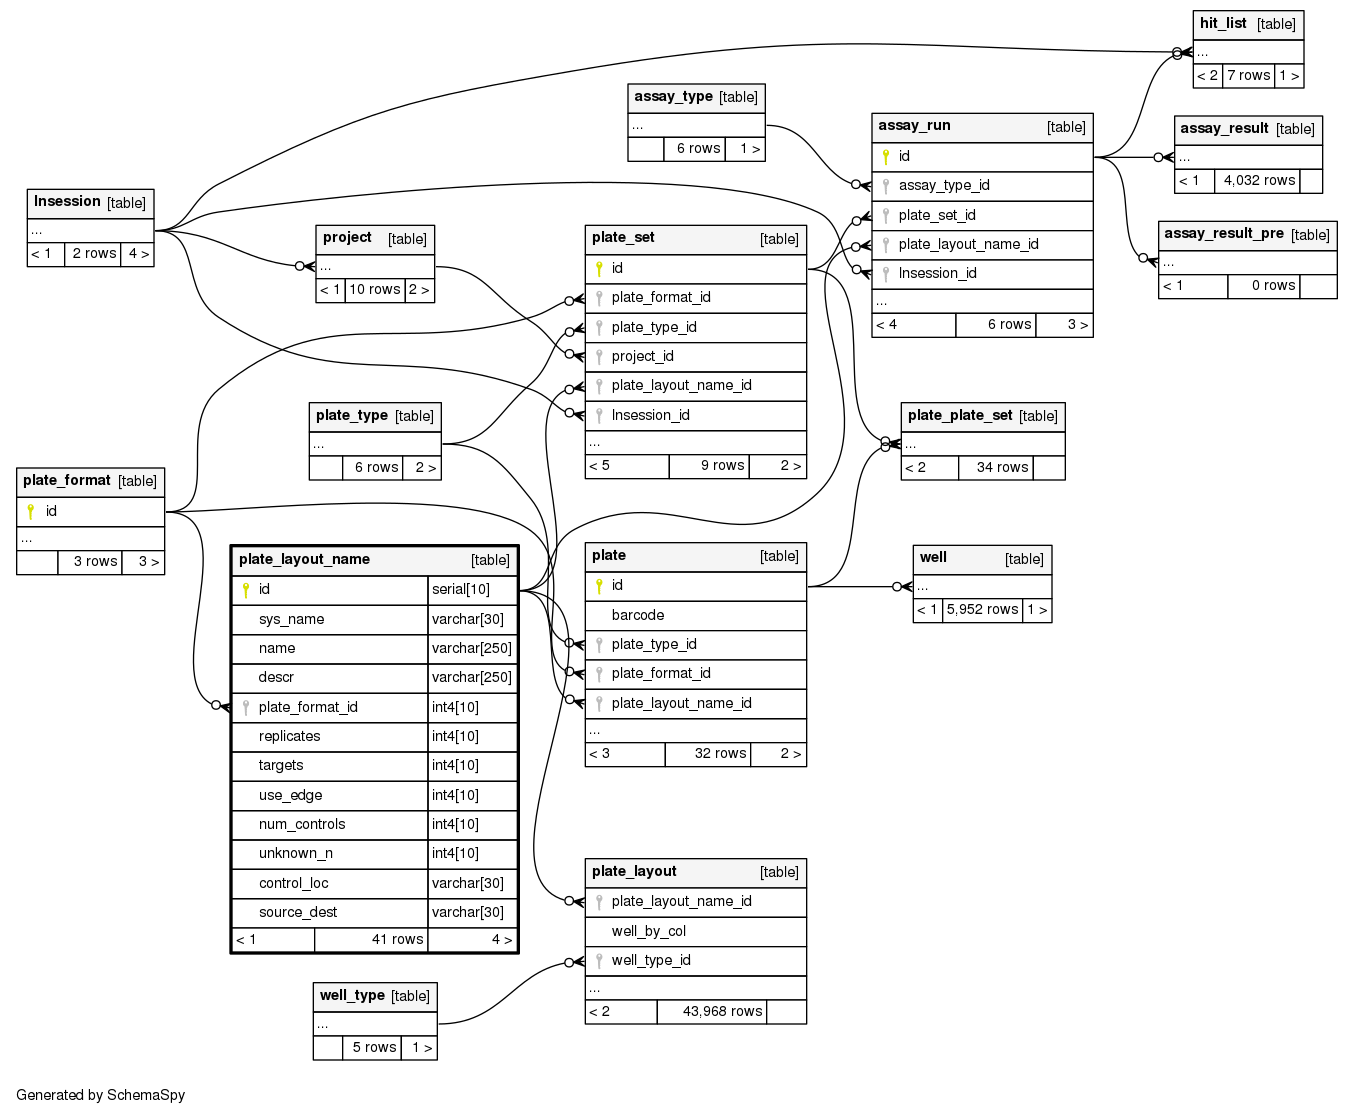 hit_list [table]
...
< 2 7 rows 1 >
assay_type [table]
...
6 rows 1 >
assay_run [table]
id
assay_type_id
plate_set_id
plate_layout_name_id
lnsession_id
...
< 4 6 rows 3 >
assay_result [table]
...
< 1 4,032 rows
assay_result_pre [table]
...
< 1 0 rows
lnsession [table]
...
< 1 2 rows 4 >
project [table]
...
< 1 10 rows 2 >
plate_set [table]
id
plate_format_id
plate_type_id
project_id
plate_layout_name_id
lnsession_id
...
< 5 9 rows 2 >
plate_type [table]
...
6 rows 2 >
plate_plate_set [table]
...
< 2 34 rows
plate_format [table]
id
...
3 rows 3 >
plate_layout_name [table]
id serial[10]
sys_name varchar[30]
name varchar[250]
descr varchar[250]
plate_format_id int4[10]
replicates int4[10]
targets int4[10]
use_edge int4[10]
num_controls int4[10]
unknown_n int4[10]
control_loc varchar[30]
source_dest varchar[30]
< 1 41 rows 4 >
plate [table]
id
barcode
plate_type_id
plate_format_id
plate_layout_name_id
...
< 3 32 rows 2 >
well [table]
...
< 1 5,952 rows 1 >
plate_layout [table]
plate_layout_name_id
well_by_col
well_type_id
...
< 2 43,968 rows
well_type [table]
...
5 rows 1 >
Generated by SchemaSpy